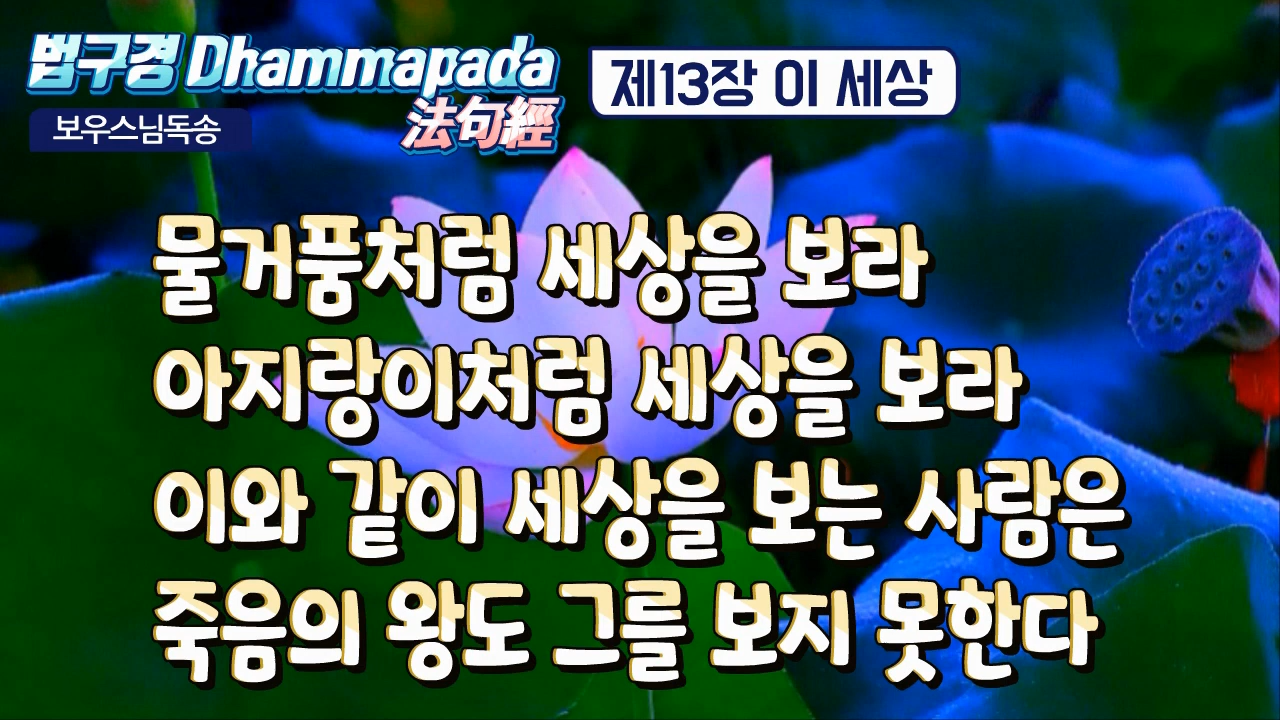 법구경 Dhammapada
法句經
보우스님독송
제13장 이 세상
물거품처럼 세상을 보라
아지랑이처럼 세상을 보라
이와 같이 세상을 보는 사람은
죽음의 왕도 그를 보지 못한다